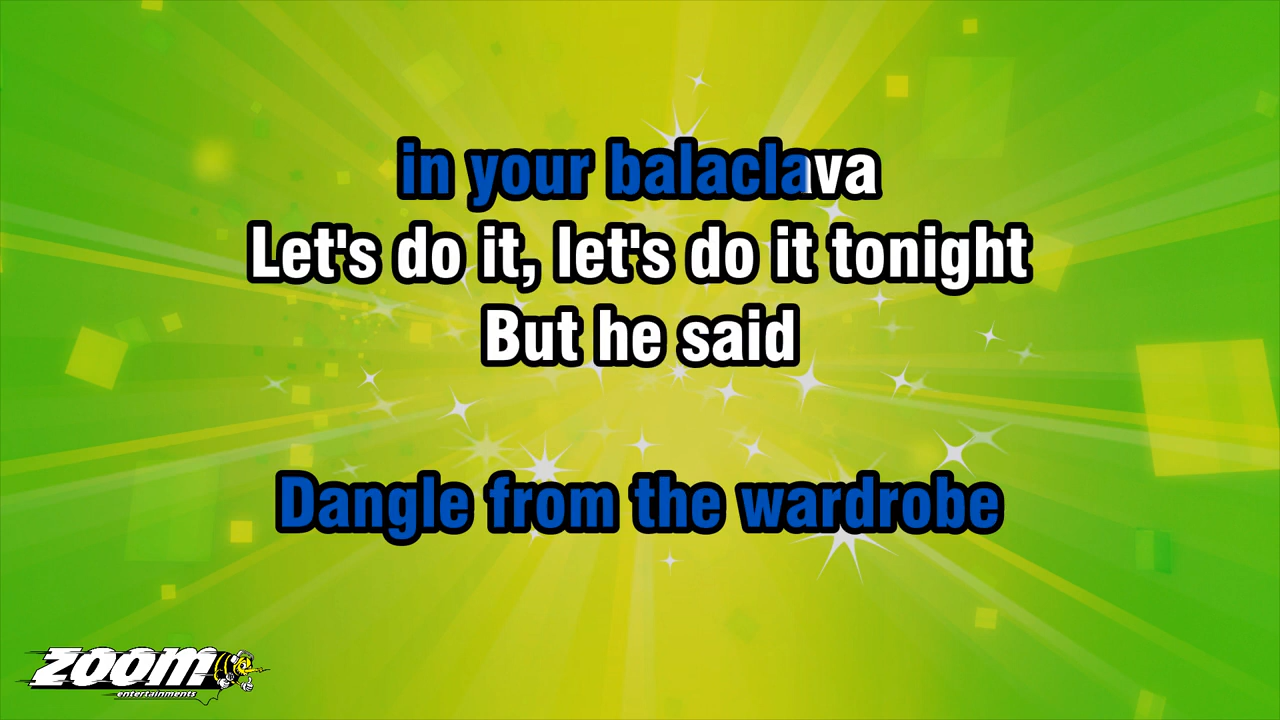 in your balaclava
Let's do it, let's do it tonight
But he said
Dangle from the wardrobe
ZOOM
entertainments